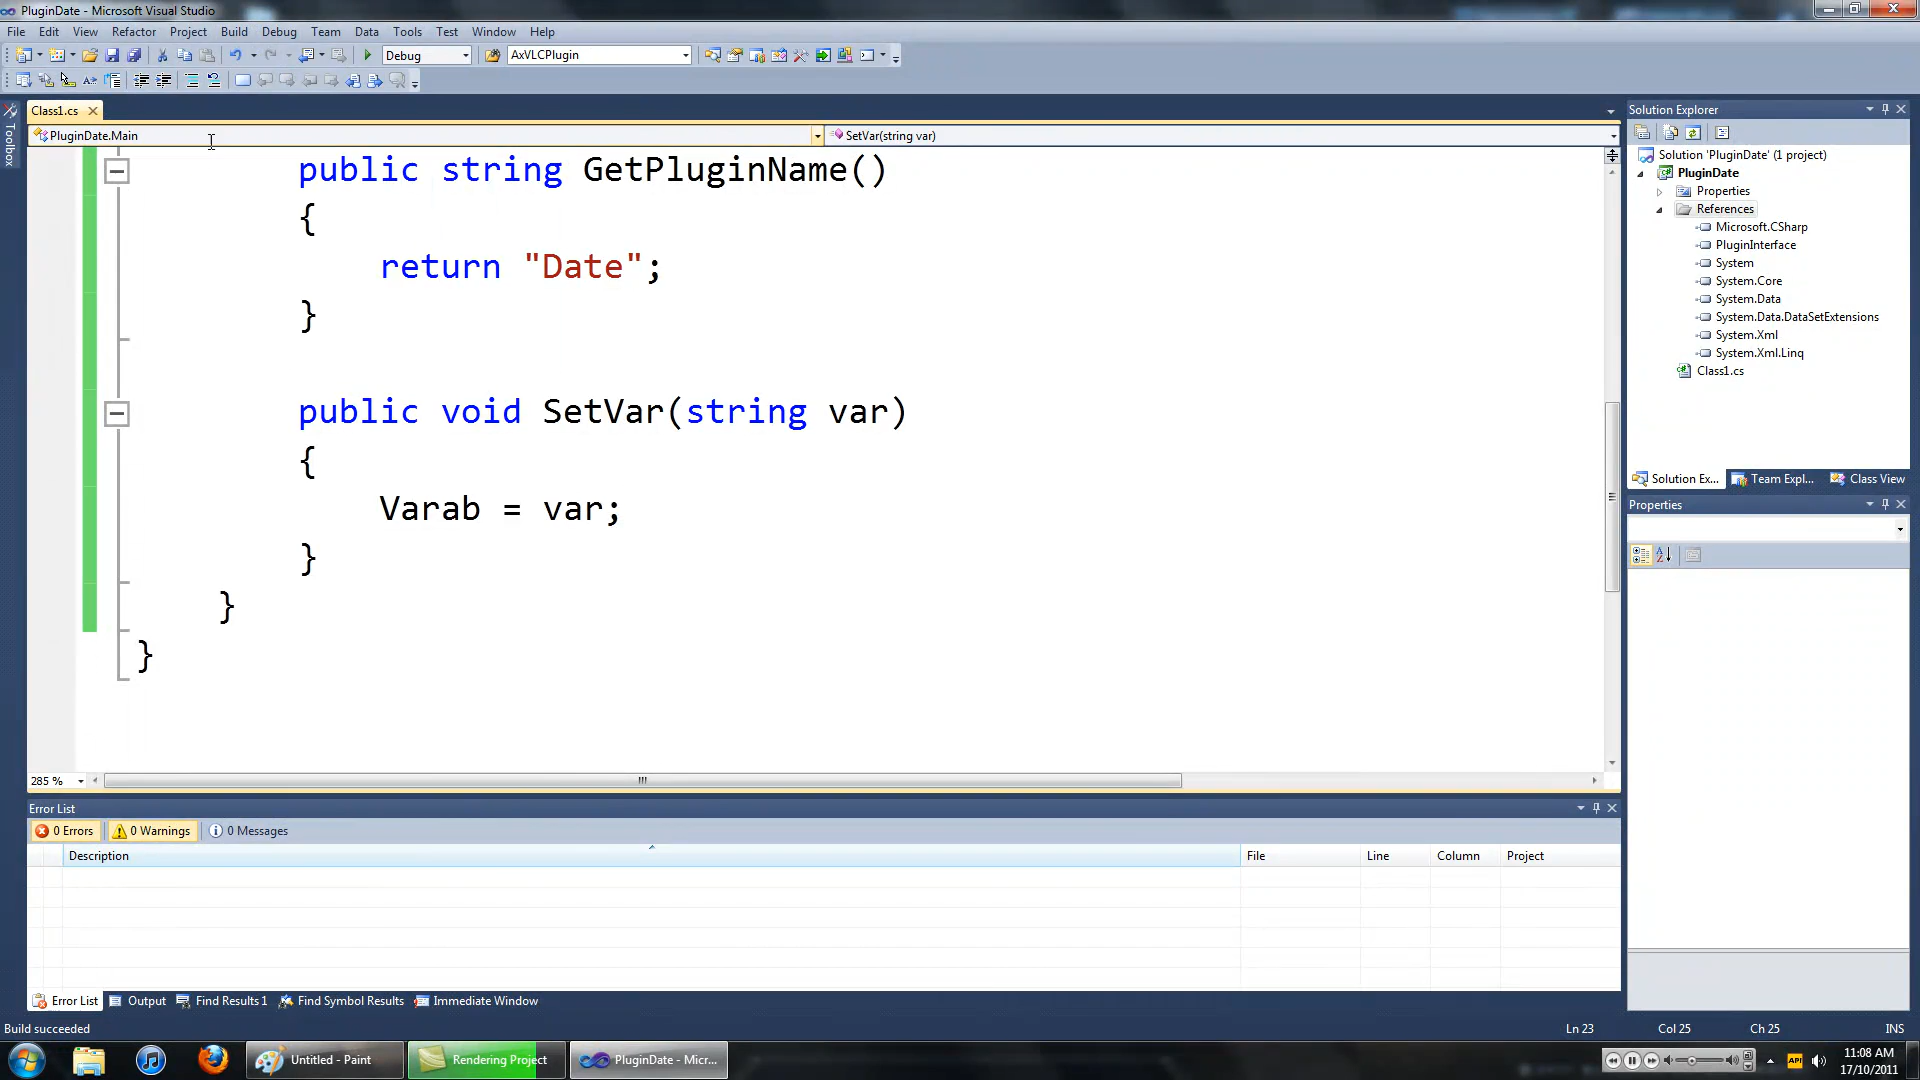 PluginDate - Microsoft Visual Studio
File Edit View Refactor Project Build Debug Team Data Tools Test Window Help
Debug AxVLCPlugin
Toolbox
Class1.cs
PluginDate.Main SetVar(string var)
public string GetPluginName()
{
return "Date";
}
public void SetVar(string var)
{
Varab = var;
}
}
}
285 %
Solution Explorer
Solution 'PluginDate' (1 project)
PluginDate
Properties
References
Microsoft.CSharp
PluginInterface
System
System.Core
System.Data
System.Data.DataSetExtensions
System.Xml
System.Xml.Linq
Class1.cs
Solution Ex... Team Expl... Class View
Properties
Error List
0 Errors 0 Warnings 0 Messages
Description File Line Column Project
Error List Output Find Results 1 Find Symbol Results Immediate Window
Build succeeded Ln 23 Col 25 Ch 25 INS
Untitled - Paint Rendering Project PluginDate - Micr... API 11:08 AM
17/10/2011